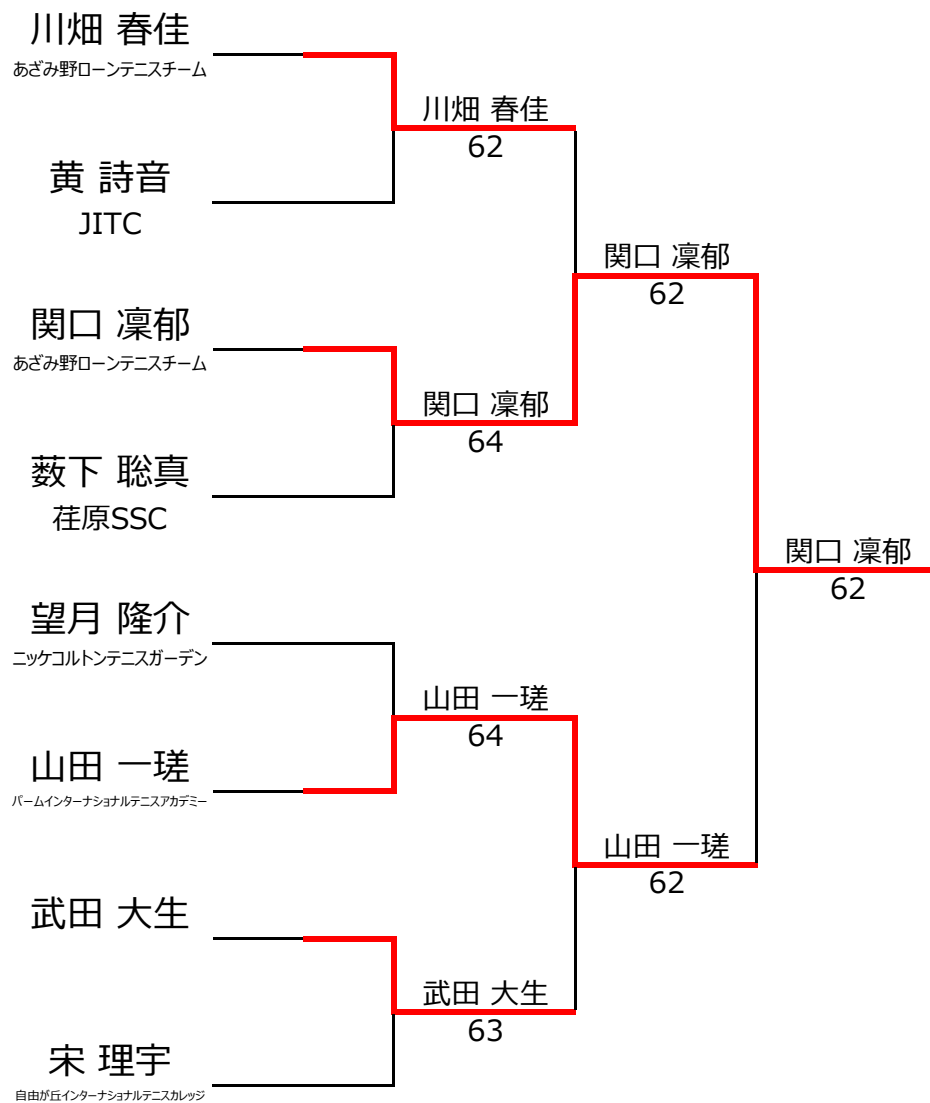 川畑 春佳
あざみ野ローンテニスチーム
川畑 春佳
62
黄 詩音
JITC
関口 凜郁
62
関口 凜郁
あざみ野ローンテニスチーム
関口 凜郁
64
薮下 聡真
荏原SSC
関口 凜郁
62
望月 隆介
ニッケコルトンテニスガーデン
山田 一瑳
64
山田 一瑳
パームインターナショナルテニスアカデミー
山田 一瑳
62
武田 大生
武田 大生
63
宋 理宇
自由が丘インターナショナルテニスカレッジ